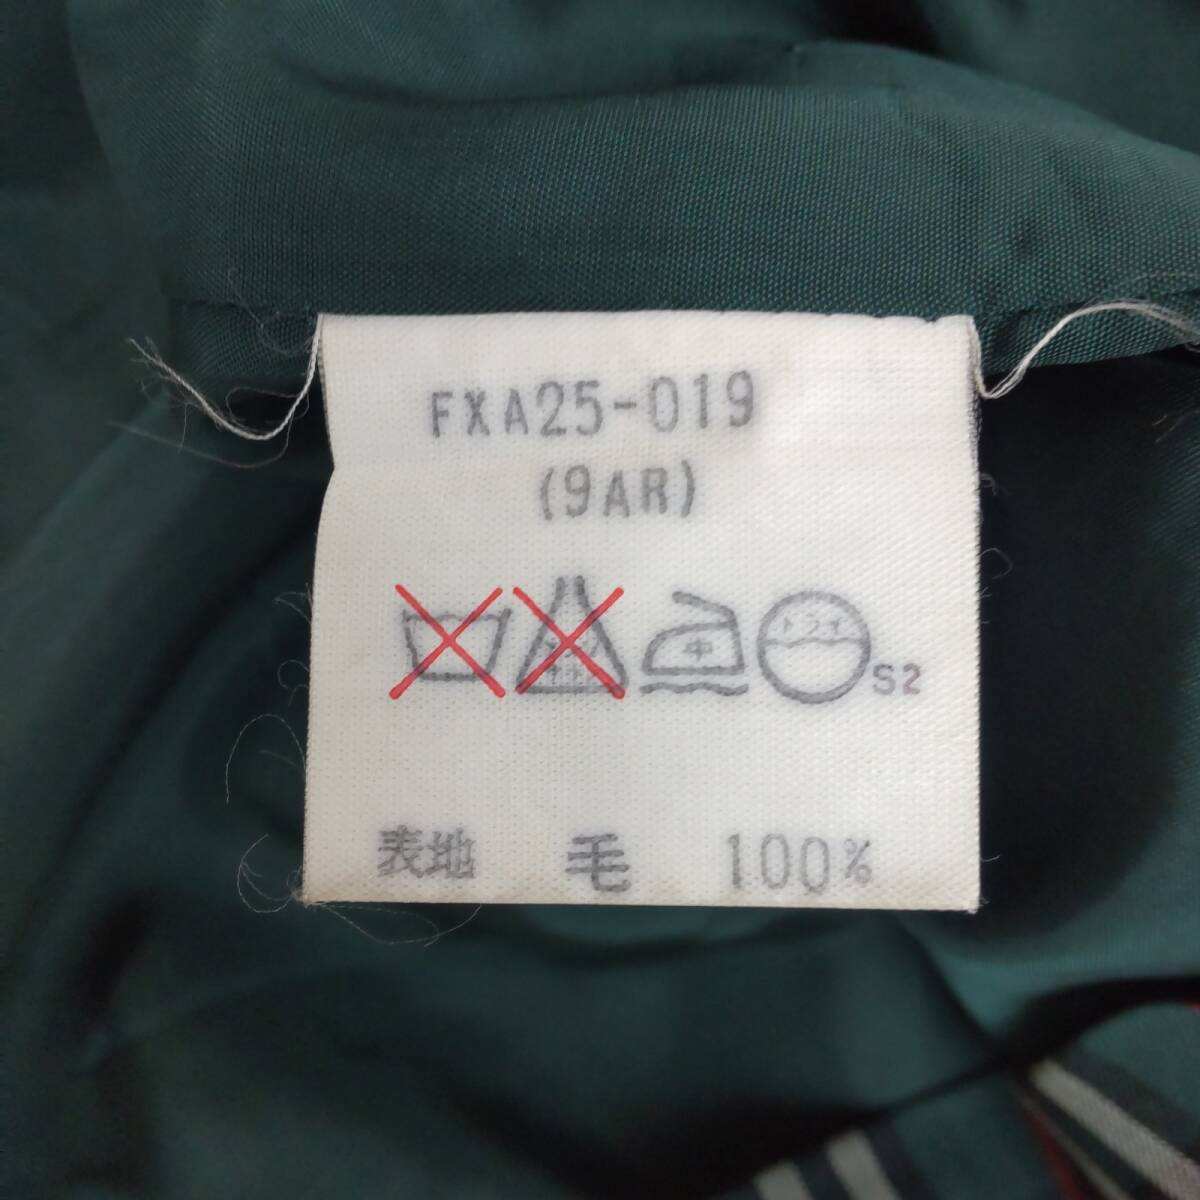 FXA25-019
(9AR)
中 ドライ S2
表地 毛 100%